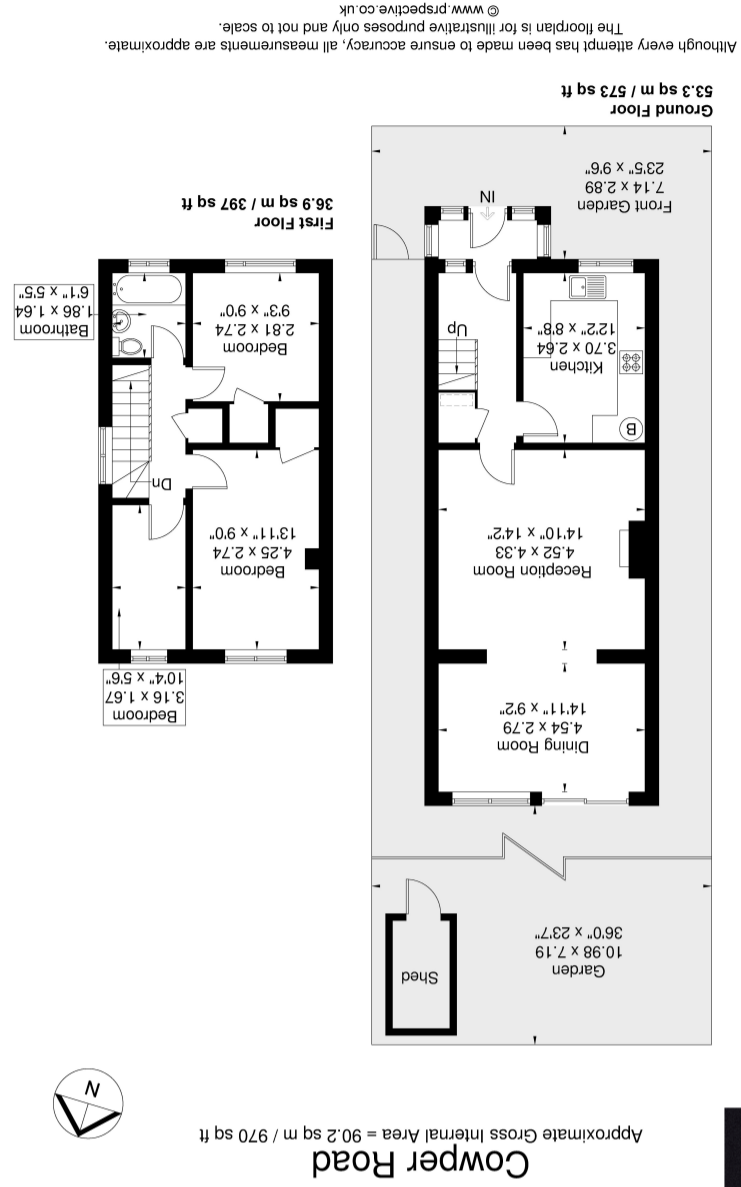 Cowper Road
Approximate Gross Internal Area = 90.2 sq m / 970 sq ft
N
Shed
Garden
10.98 x 7.19
36'0" x 23'7"
Dining Room
4.54 x 2.79
14'11" x 9'2"
Reception Room
4.52 x 4.33
14'10" x 14'2"
B
Kitchen
3.70 x 2.64
12'2" x 8'8"
Up
IN
Front Garden
7.14 x 2.89
23'5" x 9'6"
Ground Floor
53.3 sq m / 573 sq ft
Bedroom
3.16 x 1.67
10'4" x 5'6"
Bedroom
4.25 x 2.74
13'11" x 9'0"
Dn
Bedroom
2.81 x 2.74
9'3" x 9'0"
Bathroom
1.86 x 1.64
6'1" x 5'5"
First Floor
36.9 sq m / 397 sq ft
Although every attempt has been made to ensure accuracy, all measurements are approximate.
The floorplan is for illustrative purposes only and not to scale.
© www.prspective.co.uk